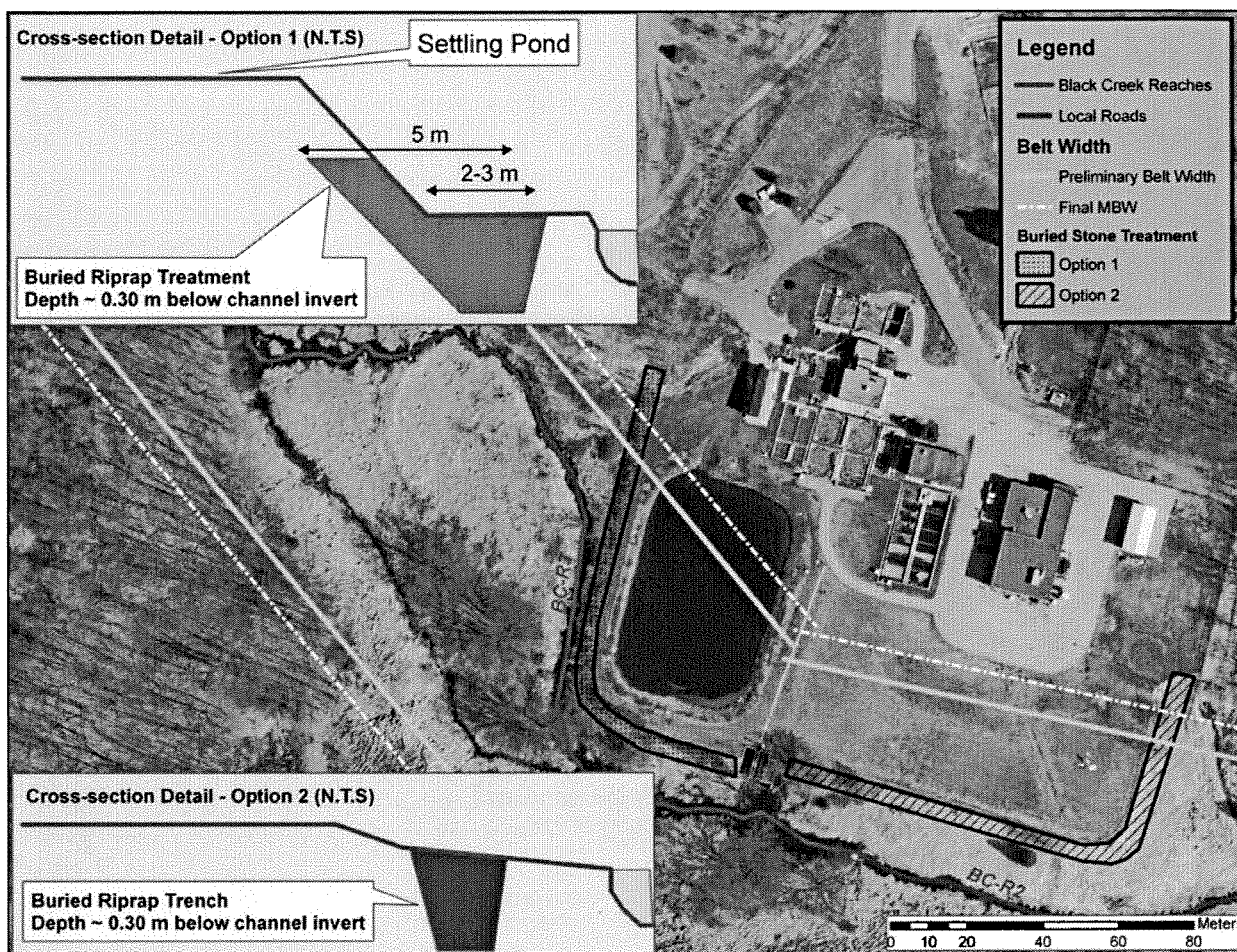 Cross-section Detail - Option 1 (N.T.S)
Settling Pond
5 m
2-3 m
Buried Riprap Treatment
Depth ~ 0.30 m below channel invert
Legend
Black Creek Reaches
Local Roads
Belt Width
Preliminary Belt Width
Final MBW
Buried Stone Treatment
Option 1
Option 2
BC-R1
BC-R2
Cross-section Detail - Option 2 (N.T.S)
Buried Riprap Trench
Depth ~ 0.30 m below channel invert
Meter
0 10 20 40 60 80